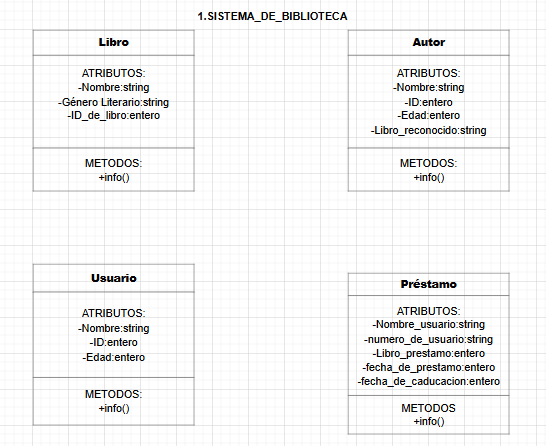 1.SISTEMA_DE_BIBLIOTECA
Libro
ATRIBUTOS:
-Nombre:string
-Género Literario:string
-ID_de_libro:entero
METODOS:
+info()
Autor
ATRIBUTOS:
-Nombre:string
-ID:entero
-Edad:entero
-Libro_reconocido:string
METODOS:
+info()
Usuario
ATRIBUTOS:
-Nombre:string
-ID:entero
-Edad:entero
METODOS:
+info()
Préstamo
ATRIBUTOS:
-Nombre_usuario:string
-numero_de_usuario:string
-Libro_prestamo:entero
-fecha_de_prestamo:entero
-fecha_de_caducacion:entero
METODOS
+info()